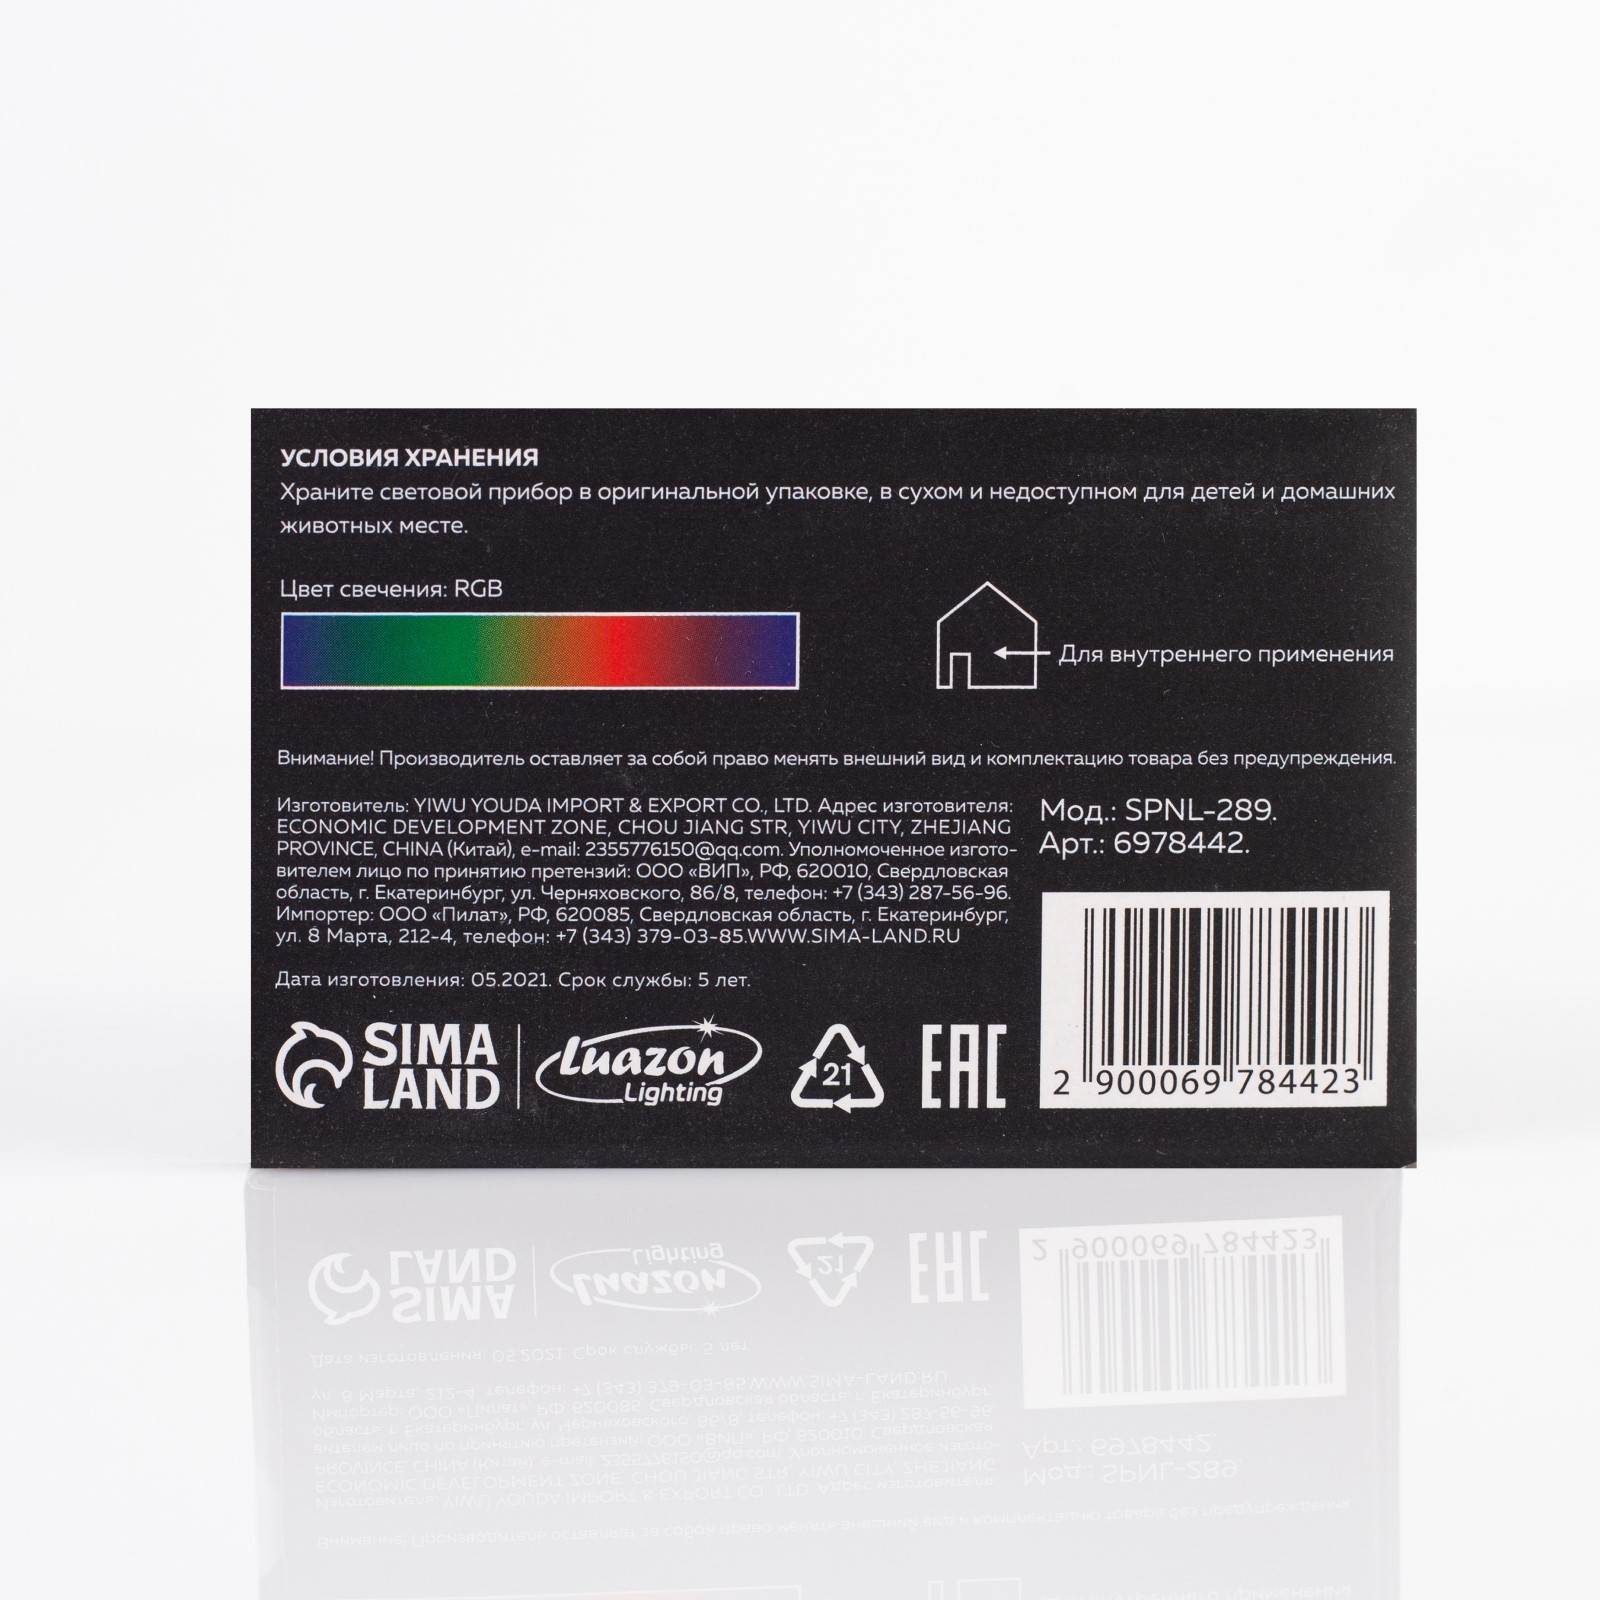 УСЛОВИЯ ХРАНЕНИЯ
Храните световой прибор в оригинальной упаковке, в сухом и недоступном для детей и домашних
животных месте.
Цвет свечения: RGB
Для внутреннего применения
Внимание! Производитель оставляет за собой право менять внешний вид и комплектацию товара без предупреждения.
Изготовитель: YIWU YOUDA IMPORT & EXPORT CO., LTD. Адрес изготовителя:
ECONOMIC DEVELOPMENT ZONE, CHOU JIANG STR, YIWU CITY, ZHEJIANG
PROVINCE, CHINA (Китай), e-mail: 2355776150@qq.com. Уполномоченное изгото-
вителем лицо по принятию претензий: ООО «ВИП», РФ, 620010, Свердловская
область, г. Екатеринбург, ул. Черняховского, 86/8, телефон: +7 (343) 287-56-96.
Импортер: ООО «Пилат», РФ, 620085, Свердловская область, г. Екатеринбург,
ул. 8 Марта, 212-4, телефон: +7 (343) 379-03-85.WWW.SIMA-LAND.RU
Дата изготовления: 05.2021. Срок службы: 5 лет.
Мод.: SPNL-289.
Арт.: 6978442.
SIMA
LAND
Luazon
Lighting
21
EAC
2 900069 784423